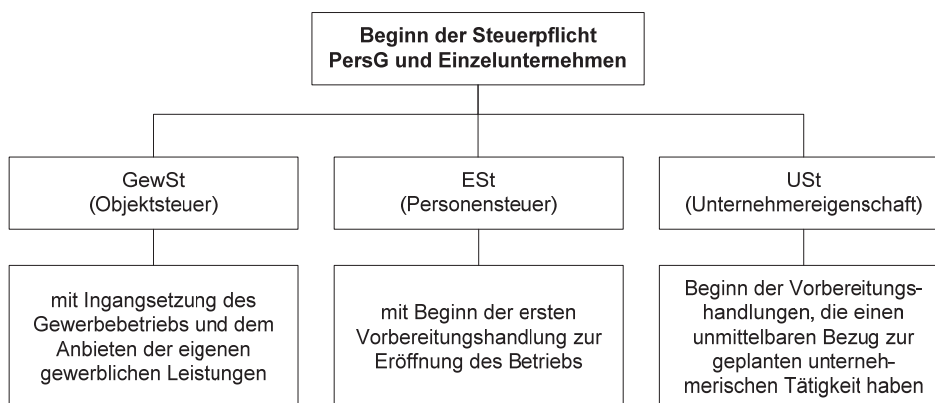 Beginn der Steuerpflicht
PersG und Einzelunternehmen
GewSt
(Objektsteuer)
ESt
(Personensteuer)
USt
(Unternehmereigenschaft)
mit Ingangsetzung des
Gewerbebetriebs und dem
Anbieten der eigenen
gewerblichen Leistungen
mit Beginn der ersten
Vorbereitungshandlung zur
Eröffnung des Betriebs
Beginn der Vorbereitungs-
handlungen, die einen
unmittelbaren Bezug zur
geplanten unterneh-
merischen Tätigkeit haben